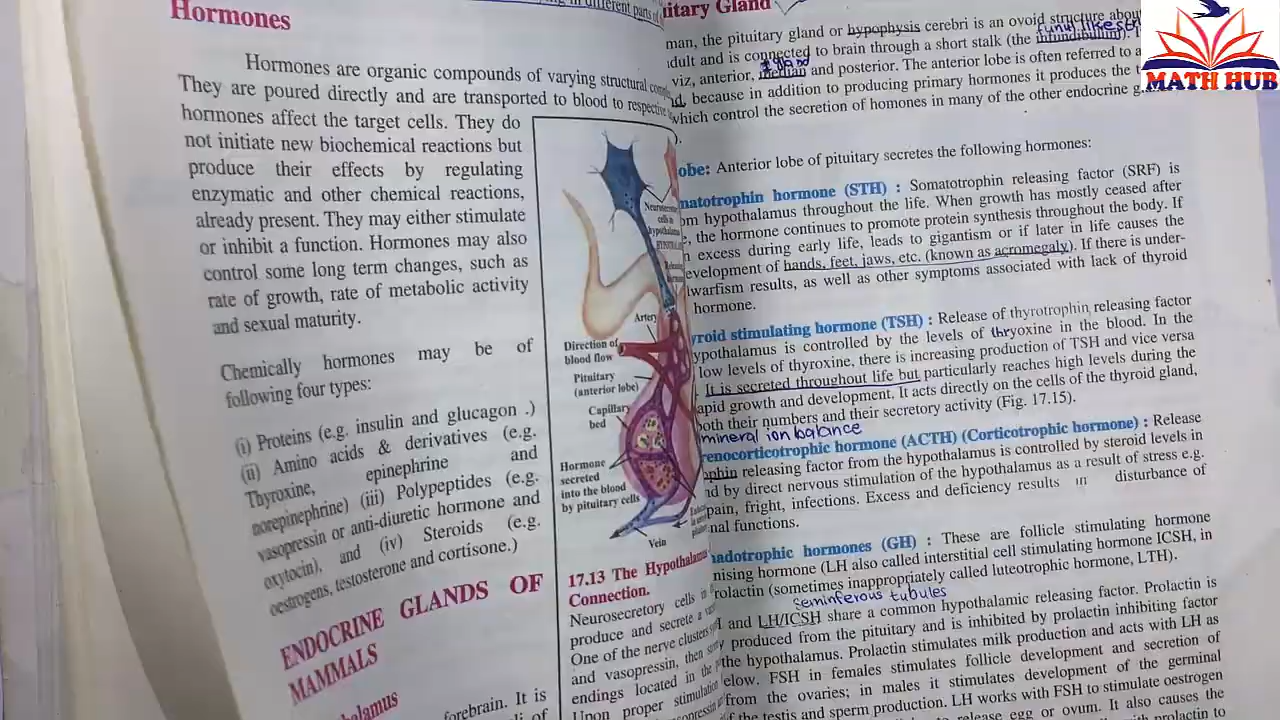 Hormones
Hormones are organic compounds of varying structural
They are poured directly and are transported to blood to respective
hormones affect the target cells. They do
not initiate new biochemical reactions but
produce their effects by regulating
enzymatic and other chemical reactions,
already present. They may either stimulate
or inhibit a function. Hormones may also
control some long term changes, such as
rate of growth, rate of metabolic activity
and sexual maturity.
Chemically hormones may be of
following four types:
(i) Proteins (e.g. insulin and glucagon .)
(ii) Amino acids & derivatives (e.g.
Thyroxine, epinephrine and
norepinephrine) (iii) Polypeptides (e.g.
vasopressin or anti-diuretic hormone and
oxytocin), and (iv) Steroids (e.g.
oestrogens, testosterone and cortisone.)
ENDOCRINE GLANDS OF
MAMMALS
halamus
forebrain. It is
in different parts of
Artery
Direction of
blood flow
Pituitary
(anterior lobe)
Capillary
bed
Hormone
secreted
into the blood
by pituitary cells
Vein
17.13 The Hypothalamus
Connection.
Neurosecretory cells in
produce and secrete a
One of the nerve clusters
and vasopressin, then
endings located in the
Upon proper stimulation
itary Gland
man, the pituitary gland or hypophysis cerebri is an ovoid structure about
dult and is connected to brain through a short stalk (the infundibulum).
viz, anterior, median and posterior. The anterior lobe is often referred to a
because in addition to producing primary hormones it produces the
which control the secretion of homones in many of the other endocrine
obe: Anterior lobe of pituitary secretes the following hormones:
matotrophin hormone (STH) : Somatotrophin releasing factor (SRF) is
om hypothalamus throughout the life. When growth has mostly ceased after
the hormone continues to promote protein synthesis throughout the body. If
n excess during early life, leads to gigantism or if later in life causes the
evelopment of hands, feet, jaws, etc. (known as acromegaly). If there is under-
warfism results, as well as other symptoms associated with lack of thyroid
hormone.
yroid stimulating hormone (TSH) : Release of thyrotrophin releasing factor
ypothalamus is controlled by the levels of thryoxine in the blood. In the
low levels of thyroxine, there is increasing production of TSH and vice versa
It is secreted throughout life but particularly reaches high levels during the
apid growth and development. It acts directly on the cells of the thyroid gland,
both their numbers and their secretory activity (Fig. 17.15).
mineral ion balance
renocorticotrophic hormone (ACTH) (Corticotrophic hormone) : Release
ophin releasing factor from the hypothalamus is controlled by steroid levels in
nd by direct nervous stimulation of the hypothalamus as a result of stress e.g.
pain, fright, infections. Excess and deficiency results in disturbance of
nal functions.
nadotrophic hormones (GH) : These are follicle stimulating hormone
nising hormone (LH also called interstitial cell stimulating hormone ICSH, in
rolactin (sometimes inappropriately called luteotrophic hormone, LTH).
seminferous tubules
and LH/ICSH share a common hypothalamic releasing factor. Prolactin is
y produced from the pituitary and is inhibited by prolactin inhibiting factor
the hypothalamus. Prolactin stimulates milk production and acts with LH as
elow. FSH in females stimulates follicle development and secretion of
from the ovaries; in males it stimulates development of the germinal
f the testis and sperm production. LH works with FSH to stimulate oestrogen
release egg or ovum. It also causes the
prolactin to
MATH HUB